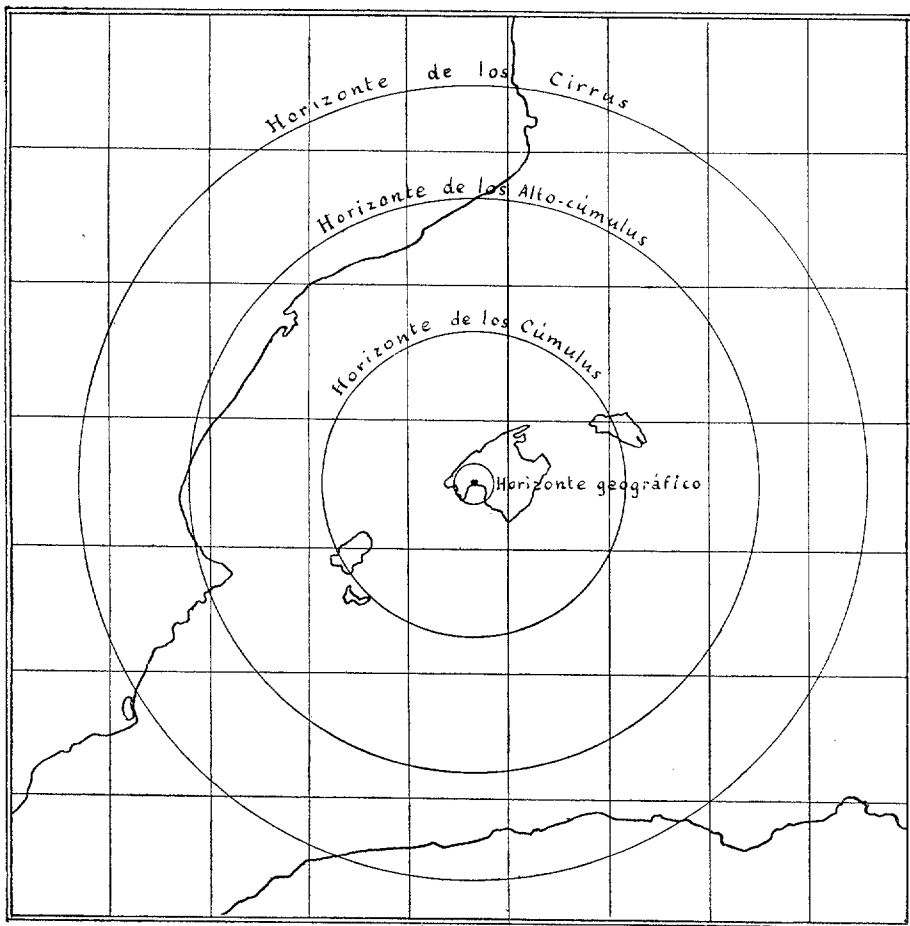 Horizonte de los Cirrus
Horizonte de los Alto-cúmulus
Horizonte de los Cúmulus
Horizonte geográfico